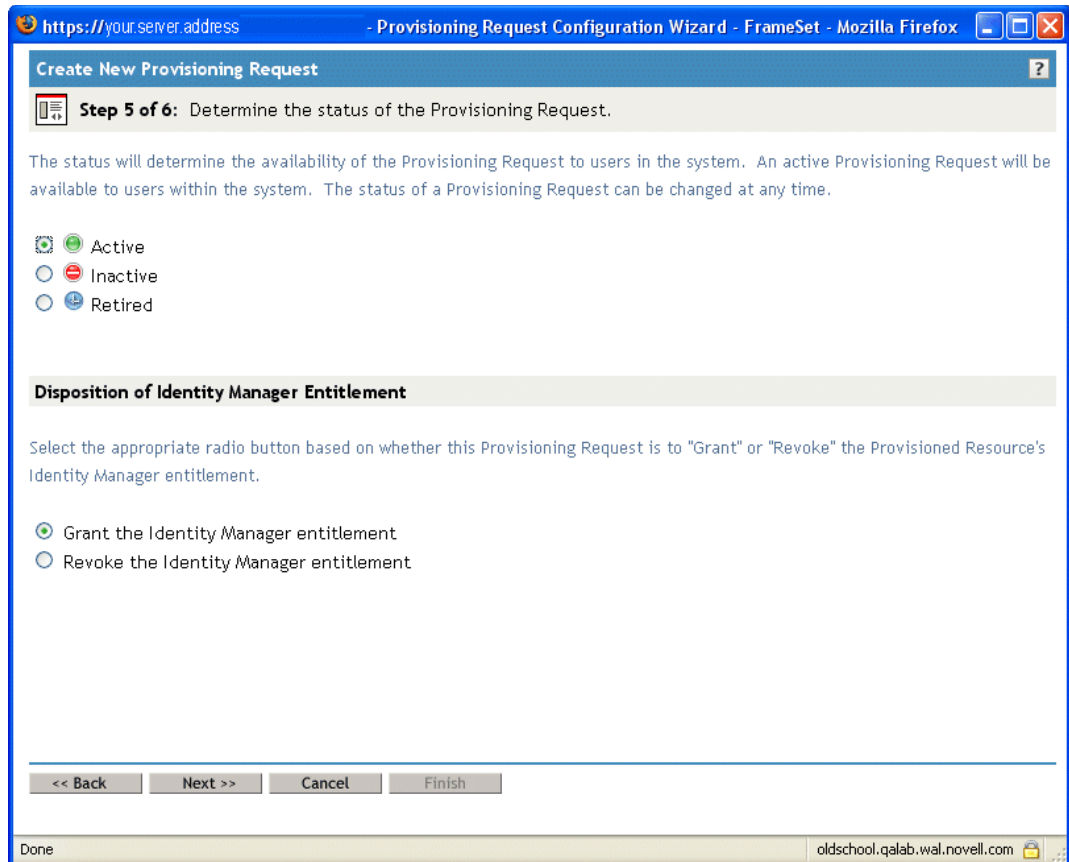 https://your.server.address - Provisioning Request Configuration Wizard - FrameSet - Mozilla Firefox
Create New Provisioning Request ?
Step 5 of 6: Determine the status of the Provisioning Request.
The status will determine the availability of the Provisioning Request to users in the system. An active Provisioning Request will be
available to users within the system. The status of a Provisioning Request can be changed at any time.
Active
Inactive
Retired
Disposition of Identity Manager Entitlement
Select the appropriate radio button based on whether this Provisioning Request is to "Grant" or "Revoke" the Provisioned Resource's
Identity Manager entitlement.
Grant the Identity Manager entitlement
Revoke the Identity Manager entitlement
<< Back Next >> Cancel Finish
Done oldschool.qalab.wal.novell.com